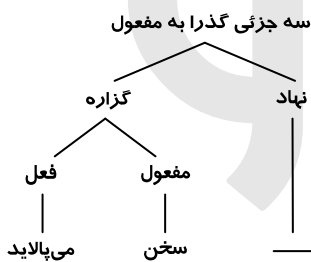 سه جزئی گذرا به مفعول
نهاد گزاره
مفعول فعل
سخن می‌پالاید